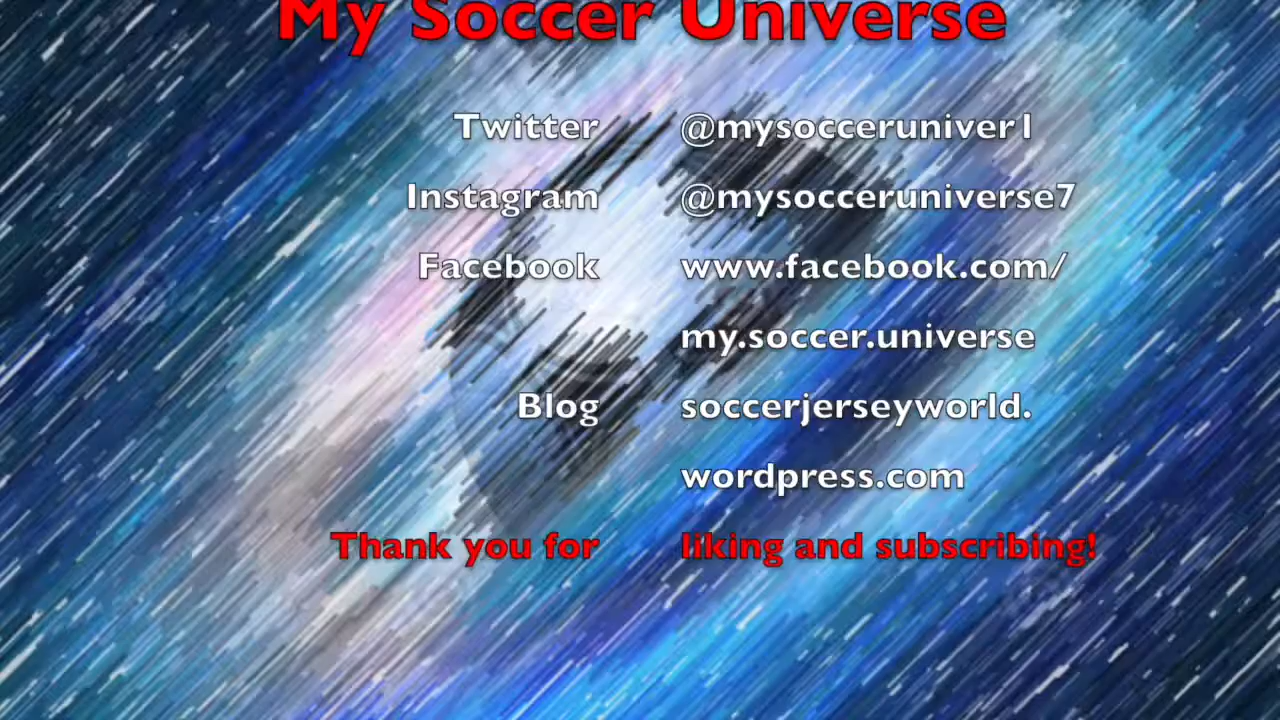 My Soccer Universe
Twitter @mysocceruniver1
Instagram @mysocceruniverse7
Facebook www.facebook.com/
my.soccer.universe
Blog soccerjerseyworld.
wordpress.com
Thank you for liking and subscribing!